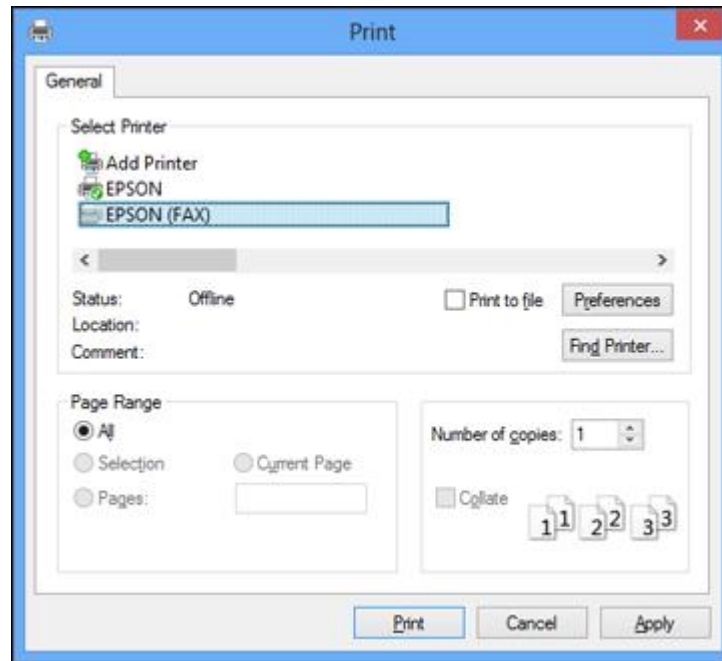 Print
General
Select Printer
Add Printer
EPSON
EPSON (FAX)
Status: Offline
Print to file
Preferences
Location:
Comment:
Find Printer...
Page Range
All
Selection
Current Page
Pages:
Number of copies: 1
Collate
1 1 2 2 3 3
Print
Cancel
Apply